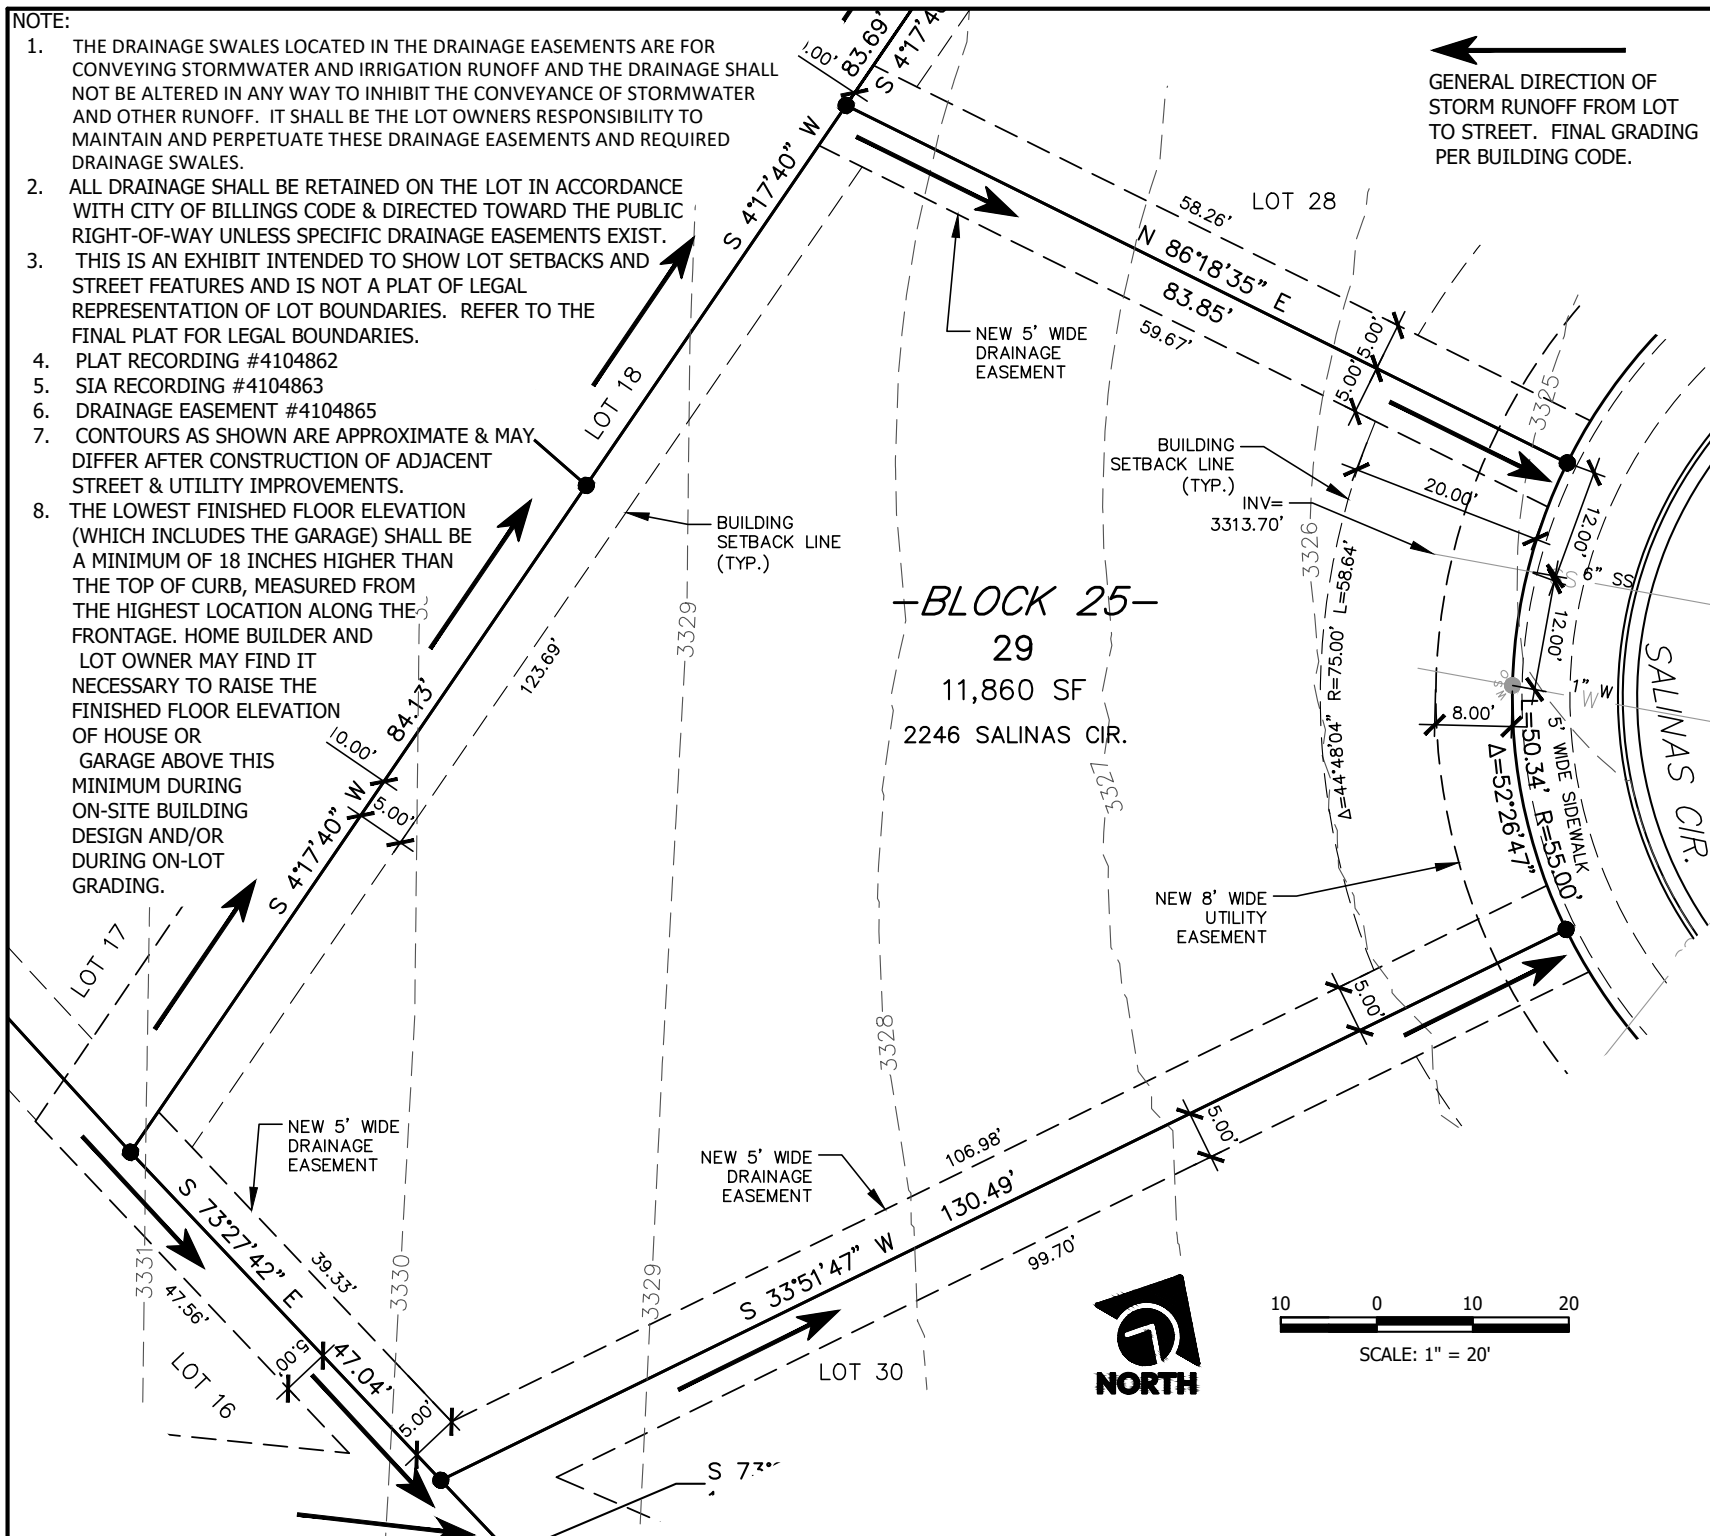 NOTE:
1. THE DRAINAGE SWALES LOCATED IN THE DRAINAGE EASEMENTS ARE FOR
CONVEYING STORMWATER AND IRRIGATION RUNOFF AND THE DRAINAGE SHALL
NOT BE ALTERED IN ANY WAY TO INHIBIT THE CONVEYANCE OF STORMWATER
AND OTHER RUNOFF. IT SHALL BE THE LOT OWNERS RESPONSIBILITY TO
MAINTAIN AND PERPETUATE THESE DRAINAGE EASEMENTS AND REQUIRED
DRAINAGE SWALES.
2. ALL DRAINAGE SHALL BE RETAINED ON THE LOT IN ACCORDANCE
WITH CITY OF BILLINGS CODE & DIRECTED TOWARD THE PUBLIC
RIGHT-OF-WAY UNLESS SPECIFIC DRAINAGE EASEMENTS EXIST.
3. THIS IS AN EXHIBIT INTENDED TO SHOW LOT SETBACKS AND
STREET FEATURES AND IS NOT A PLAT OF LEGAL
REPRESENTATION OF LOT BOUNDARIES. REFER TO THE
FINAL PLAT FOR LEGAL BOUNDARIES.
4. PLAT RECORDING #4104862
5. SIA RECORDING #4104863
6. DRAINAGE EASEMENT #4104865
7. CONTOURS AS SHOWN ARE APPROXIMATE & MAY
DIFFER AFTER CONSTRUCTION OF ADJACENT
STREET & UTILITY IMPROVEMENTS.
8. THE LOWEST FINISHED FLOOR ELEVATION
(WHICH INCLUDES THE GARAGE) SHALL BE
A MINIMUM OF 18 INCHES HIGHER THAN
THE TOP OF CURB, MEASURED FROM
THE HIGHEST LOCATION ALONG THE
FRONTAGE. HOME BUILDER AND
LOT OWNER MAY FIND IT
NECESSARY TO RAISE THE
FINISHED FLOOR ELEVATION
OF HOUSE OR
GARAGE ABOVE THIS
MINIMUM DURING
ON-SITE BUILDING
DESIGN AND/OR
DURING ON-LOT
GRADING.
GENERAL DIRECTION OF
STORM RUNOFF FROM LOT
TO STREET. FINAL GRADING
PER BUILDING CODE.
83.69'
S 4°17'40"
S 4°17'40" W
LOT 28
58.26'
N 86°18'35" E
83.85'
59.67'
NEW 5' WIDE
DRAINAGE
EASEMENT
5.00'
5.00'
3325
LOT 18
BUILDING
SETBACK LINE
(TYP.)
20.00'
INV=
3313.70'
12.00'
BUILDING
SETBACK LINE
(TYP.)
3326
6" SS
S
-BLOCK 25-
29
11,860 SF
2246 SALINAS CIR.
3329
123.69'
12.00'
Δ=44°48'04" R=75.00' L=58.64'
1" W
W
WSO
8.00'
L=50.34' R=55.00'
Δ=52°26'47"
5' WIDE SIDEWALK
SALINAS CIR.
84.13'
10.00'
5.00'
S 4°17'40" W
3327
NEW 8' WIDE
UTILITY
EASEMENT
LOT 17
5.00'
3328
NEW 5' WIDE
DRAINAGE
EASEMENT
5.00'
NEW 5' WIDE
DRAINAGE
EASEMENT
106.98'
130.49'
S 33°51'47" W
99.70'
S 73°27'42" E
39.33'
3331
3330
3329
47.56'
5.00'
47.04'
LOT 16
5.00'
LOT 30
NORTH
10 0 10 20
SCALE: 1" = 20'
S 73°